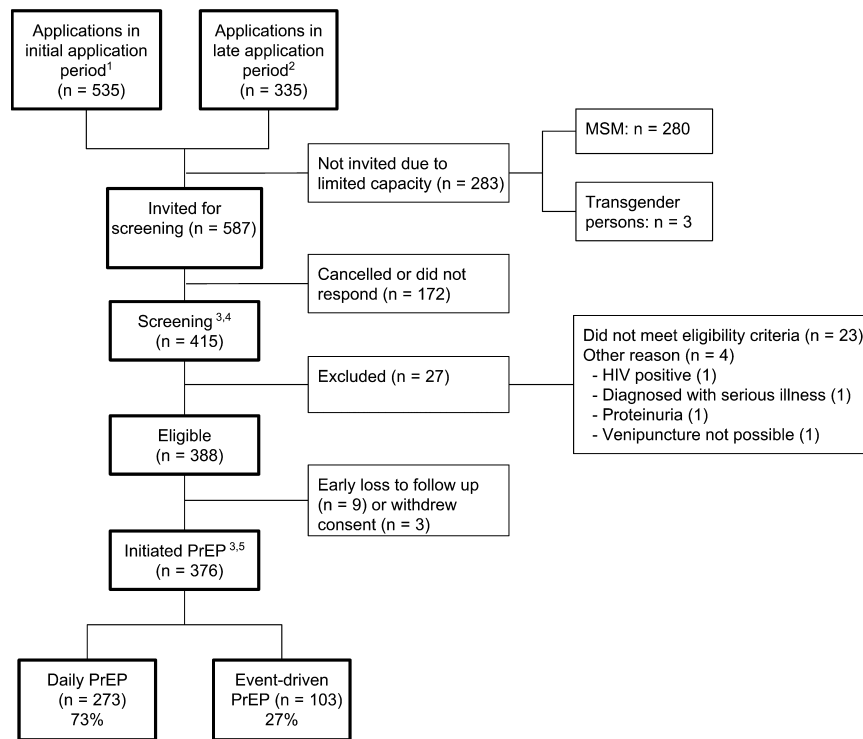 Applications in
initial application
period1
(n = 535)
Applications in
late application
period2
(n = 335)
Not invited due to
limited capacity (n = 283)
MSM: n = 280
Transgender
persons: n = 3
Invited for
screening (n = 587)
Cancelled or did not
respond (n = 172)
Screening 3,4
(n = 415)
Excluded (n = 27)
Did not meet eligibility criteria (n = 23)
Other reason (n = 4)
- HIV positive (1)
- Diagnosed with serious illness (1)
- Proteinuria (1)
- Venipuncture not possible (1)
Eligible
(n = 388)
Early loss to follow up
(n = 9) or withdrew
consent (n = 3)
Initiated PrEP 3,5
(n = 376)
Daily PrEP
(n = 273)
73%
Event-driven
PrEP (n = 103)
27%